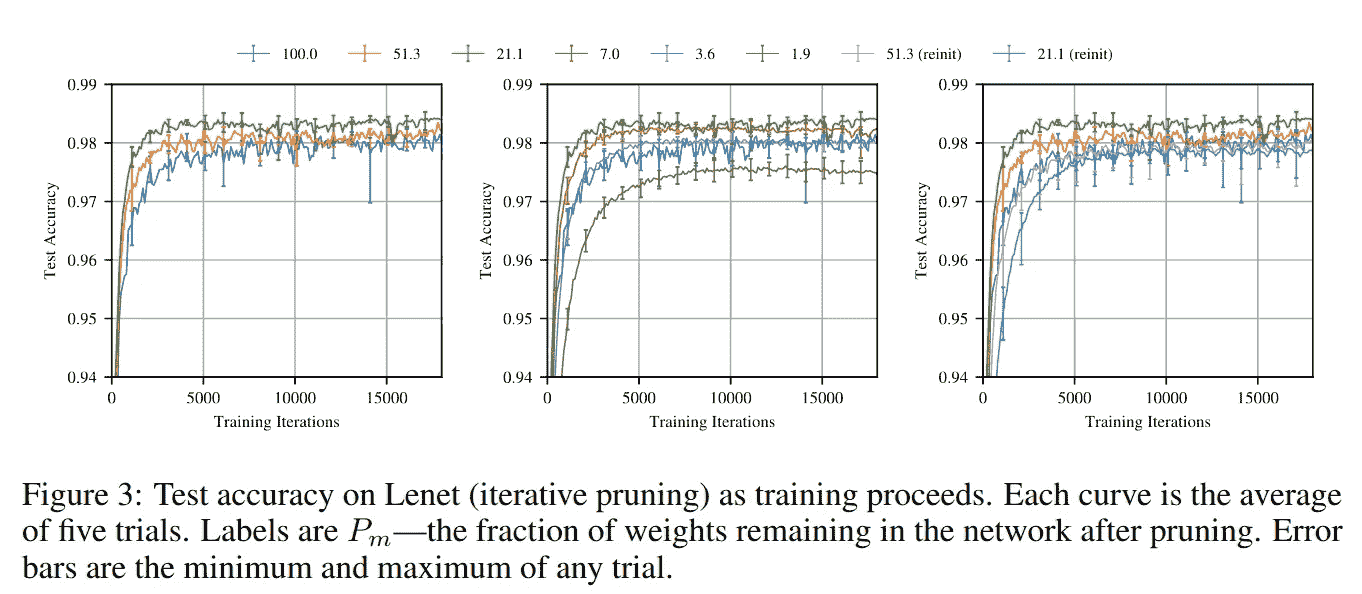 100.0 51.3 21.1 7.0 3.6 1.9 51.3 (reinit) 21.1 (reinit)
0.99
0.98
0.97
0.96
0.95
0.94
Test Accuracy
0 5000 10000 15000
Training Iterations
0.99
0.98
0.97
0.96
0.95
0.94
Test Accuracy
0 5000 10000 15000
Training Iterations
0.99
0.98
0.97
0.96
0.95
0.94
Test Accuracy
0 5000 10000 15000
Training Iterations
Figure 3: Test accuracy on Lenet (iterative pruning) as training proceeds. Each curve is the average
of five trials. Labels are Pm—the fraction of weights remaining in the network after pruning. Error
bars are the minimum and maximum of any trial.